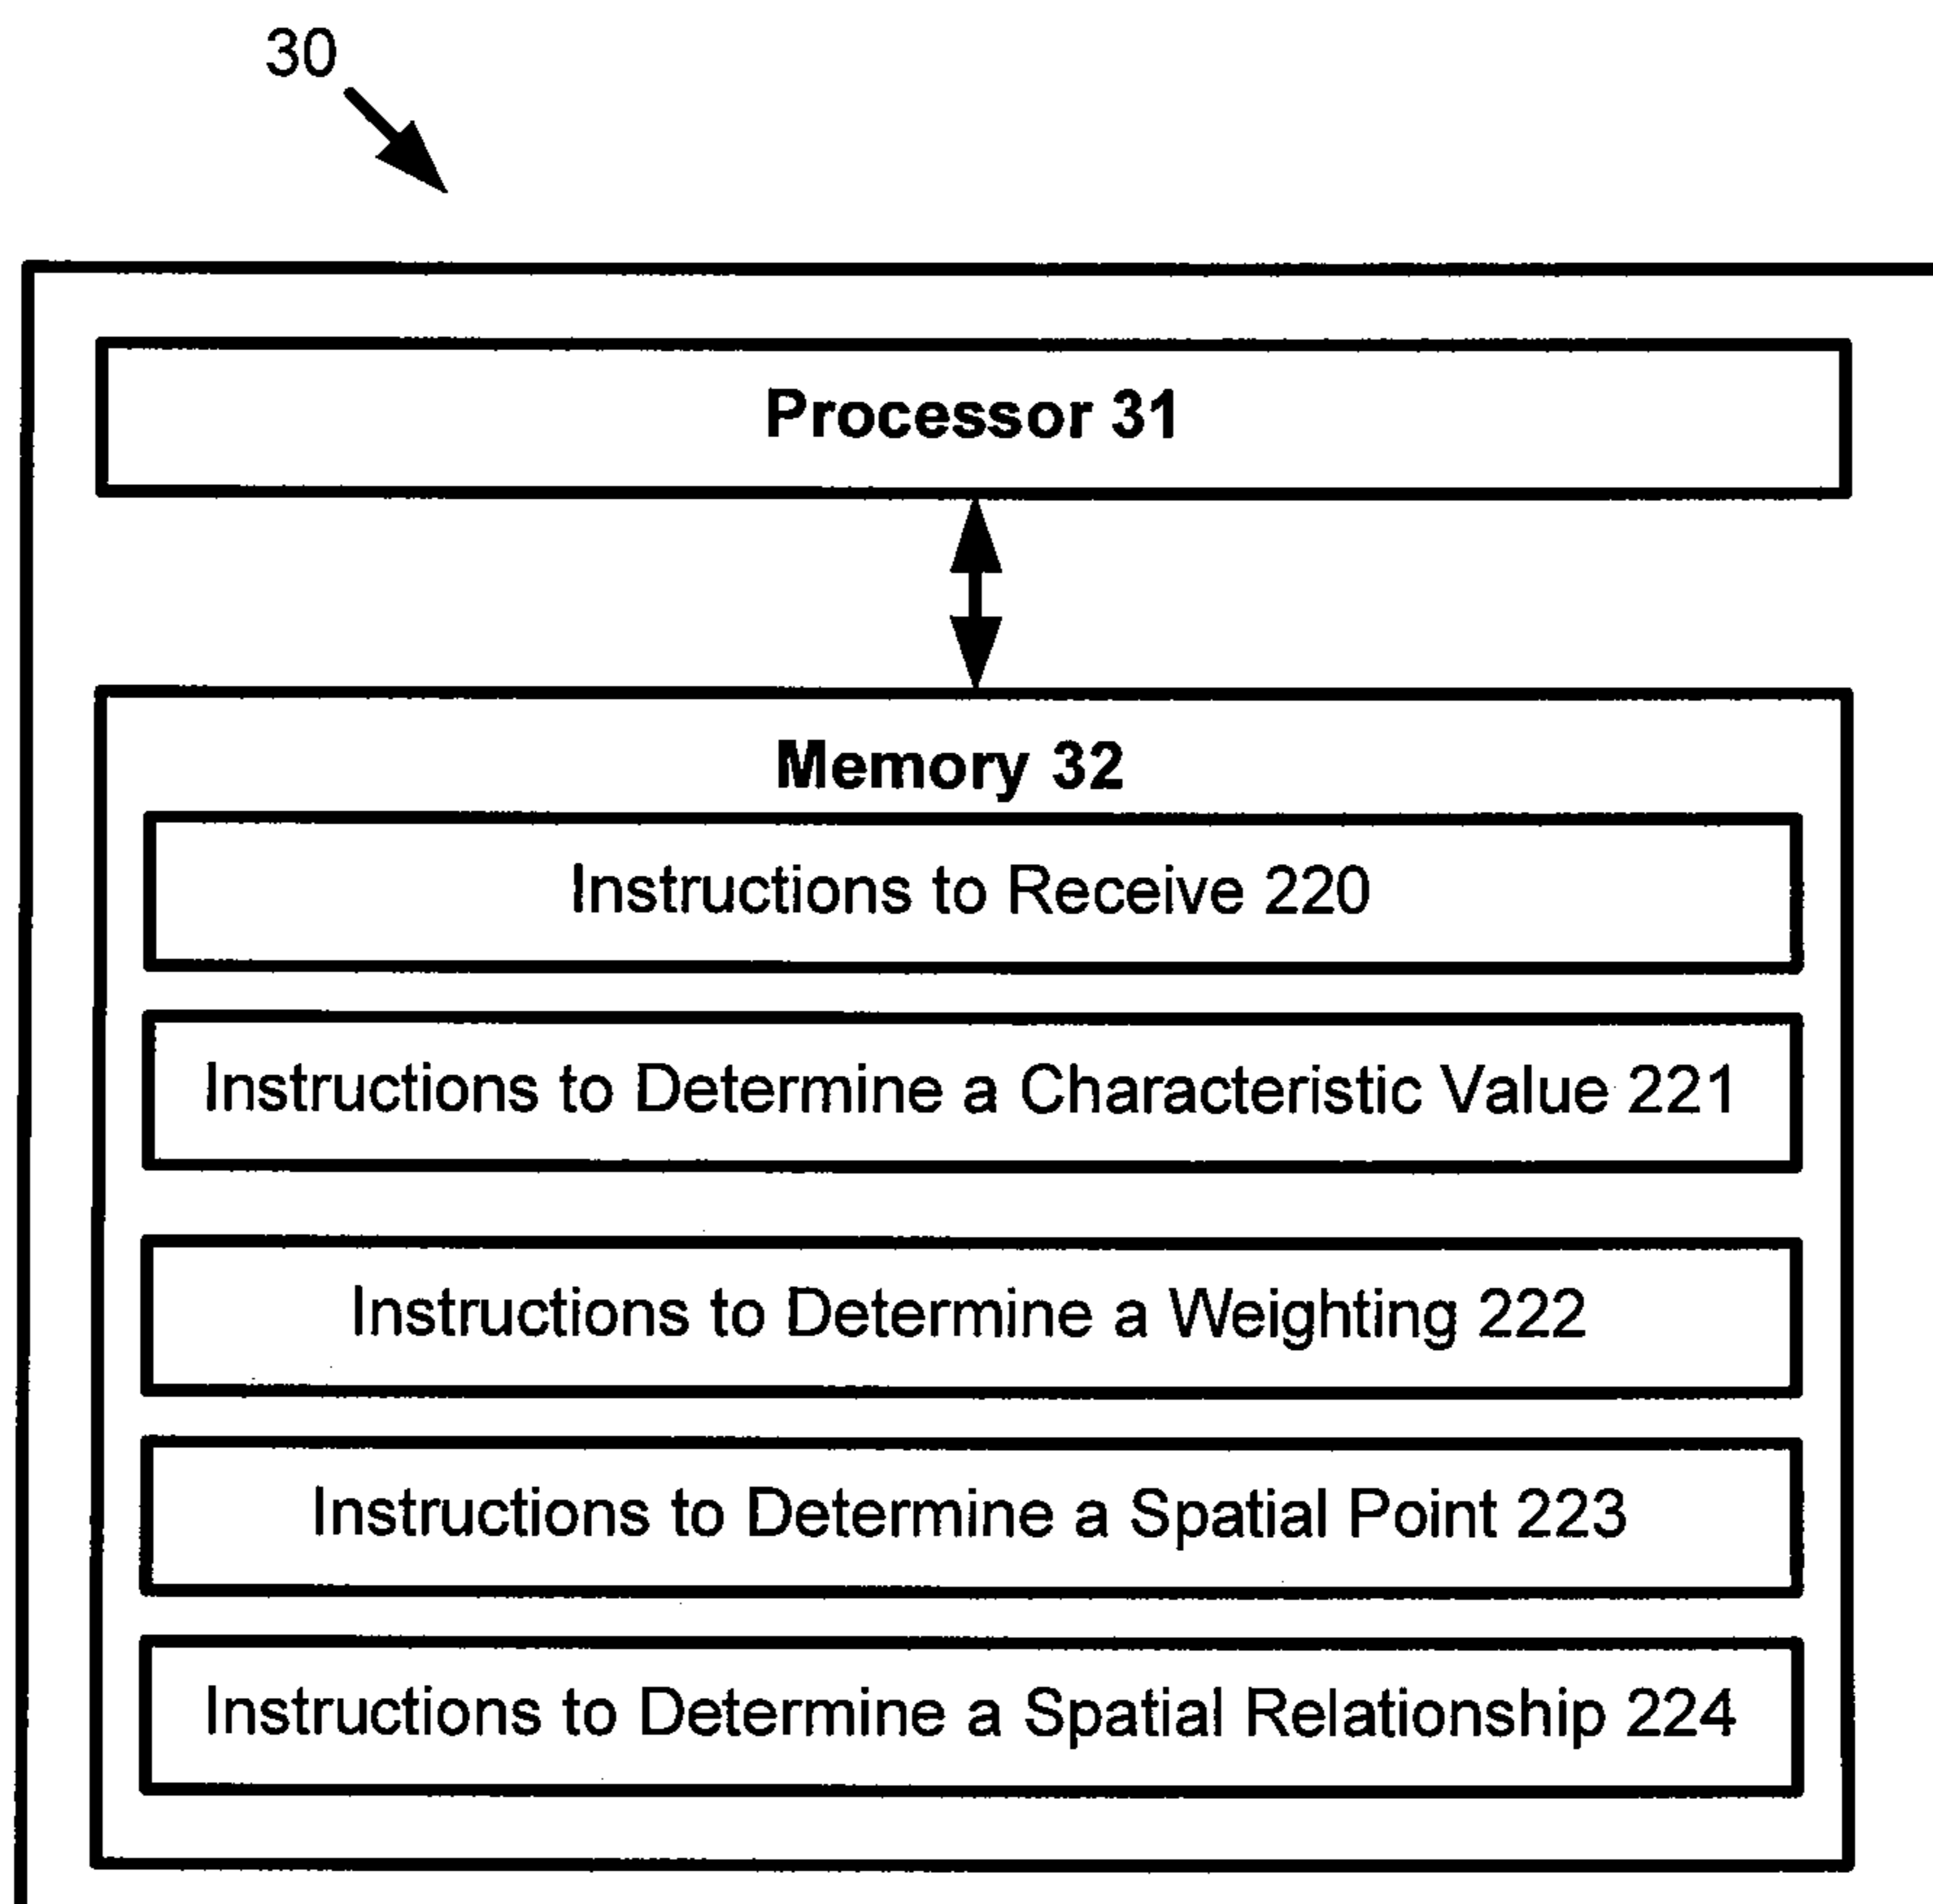 30
Processor 31
Memory 32
Instructions to Receive 220
Instructions to Determine a Characteristic Value 221
Instructions to Determine a Weighting 222
Instructions to Determine a Spatial Point 223
Instructions to Determine a Spatial Relationship 224